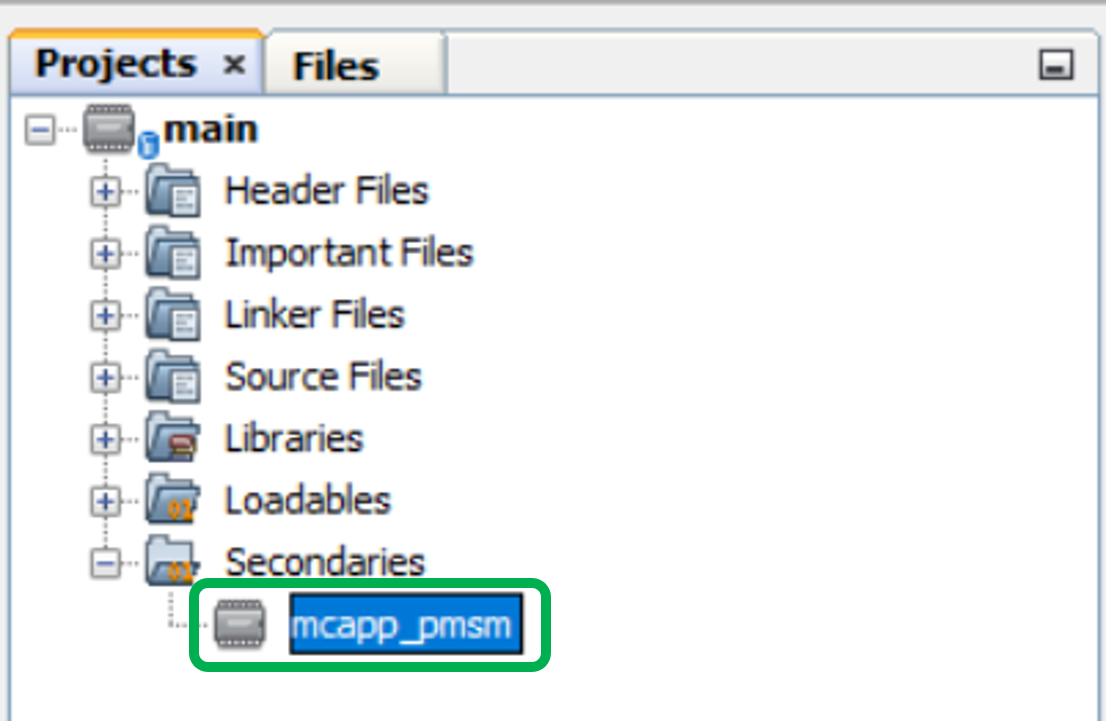 Projects x Files
main
Header Files
Important Files
Linker Files
Source Files
Libraries
Loadables
Secondaries
mcapp_pmsm